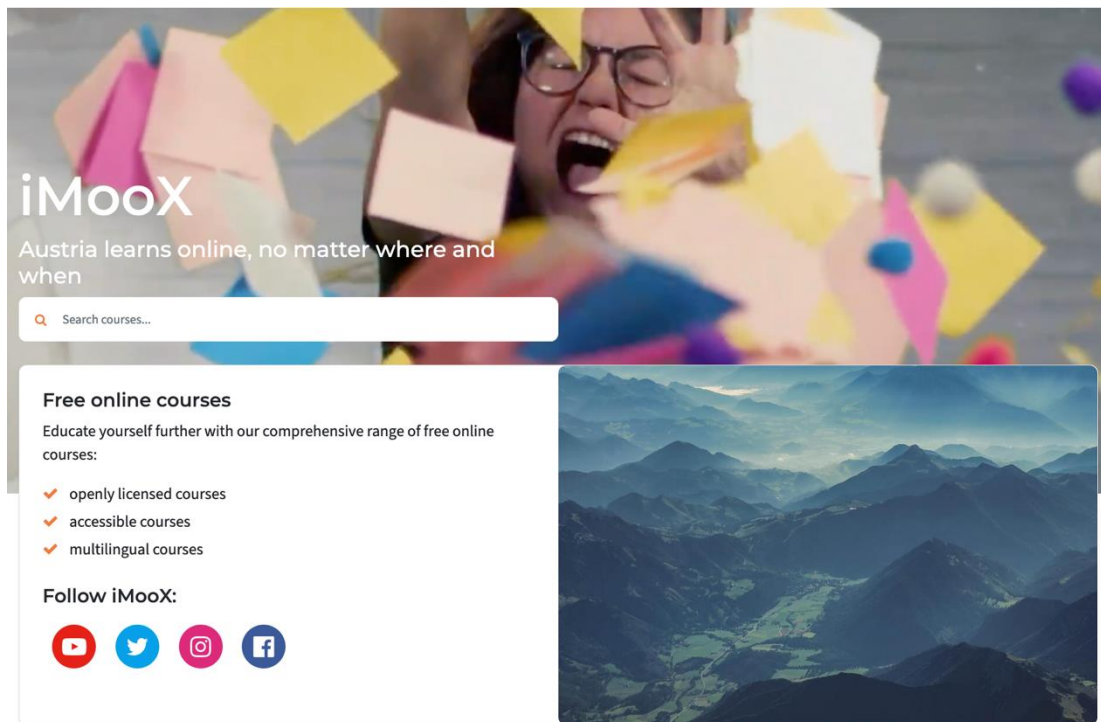 iMooX
Austria learns online, no matter where and
when
Search courses...
Free online courses
Educate yourself further with our comprehensive range of free online
courses:
openly licensed courses
accessible courses
multilingual courses
Follow iMooX: